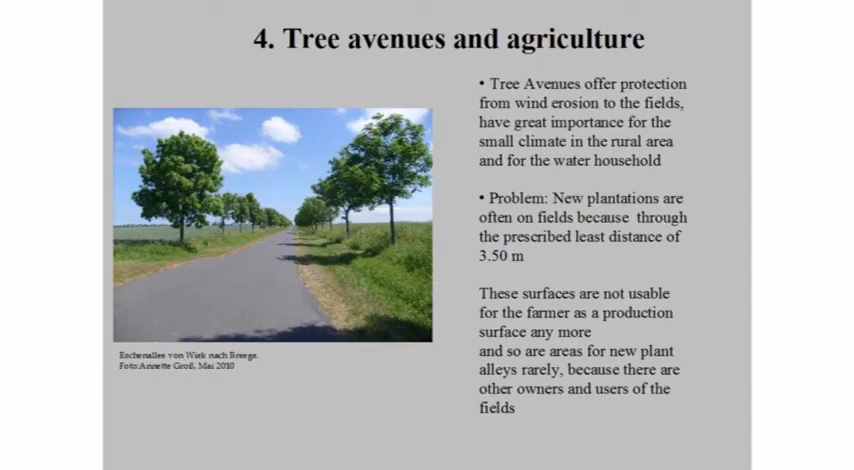 4. Tree avenues and agriculture
• Tree Avenues offer protection
from wind erosion to the fields,
have great importance for the
small climate in the rural area
and for the water household
• Problem: New plantations are
often on fields because through
the prescribed least distance of
3.50 m
These surfaces are not usable
for the farmer as a production
surface any more
and so are areas for new plant
alleys rarely, because there are
other owners and users of the
fields
Eschenallee von Wiek nach Breege.
Foto:Annette Groß, Mai 2010